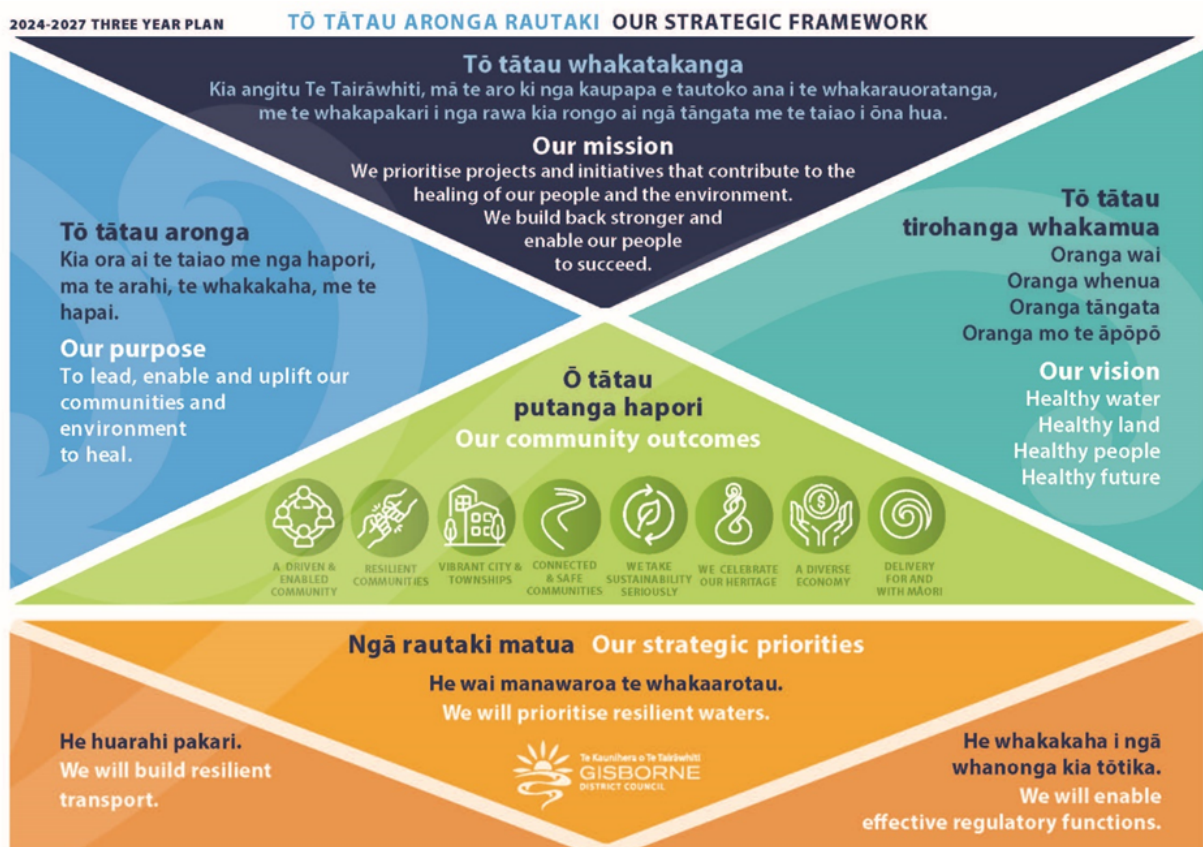 2024-2027 THREE YEAR PLAN
TŌ TĀTAU ARONGA RAUTAKI OUR STRATEGIC FRAMEWORK
Tō tātau whakatakanga
Kia angitu Te Tairāwhiti, mā te aro ki nga kaupapa e tautoko ana i te whakarauoratanga,
me te whakapakari i nga rawa kia rongo ai ngā tāngata me te taiao i ōna hua.
Our mission
We prioritise projects and initiatives that contribute to the
healing of our people and the environment.
We build back stronger and
enable our people
to succeed.
Tō tātau aronga
Kia ora ai te taiao me nga hapori,
ma te arahi, te whakakaha, me te
hapai.
Our purpose
To lead, enable and uplift our
communities and
environment
to heal.
Tō tātau
tirohanga whakamua
Oranga wai
Oranga whenua
Oranga tāngata
Oranga mo te āpōpō
Our vision
Healthy water
Healthy land
Healthy people
Healthy future
Ō tātau
putanga hapori
Our community outcomes
A DRIVEN &
ENABLED
COMMUNITY
RESILIENT
COMMUNITIES
VIBRANT CITY &
TOWNSHIPS
CONNECTED
& SAFE
COMMUNITIES
WE TAKE
SUSTAINABILITY
SERIOUSLY
WE CELEBRATE
OUR HERITAGE
A DIVERSE
ECONOMY
DELIVERY
FOR AND
WITH MĀORI
Ngā rautaki matua Our strategic priorities
He wai manawaroa te whakaarotau.
We will prioritise resilient waters.
He huarahi pakari.
We will build resilient
transport.
Te Kaunihera o Te Tairāwhiti
GISBORNE
DISTRICT COUNCIL
He whakakaha i ngā
whanonga kia tōtika.
We will enable
effective regulatory functions.